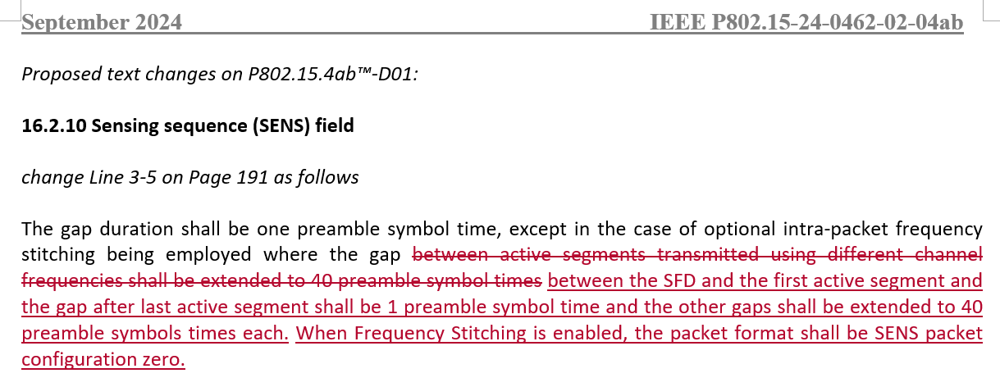 September 2024 IEEE P802.15-24-0462-02-04ab
Proposed text changes on P802.15.4ab™-D01:
16.2.10 Sensing sequence (SENS) field
change Line 3-5 on Page 191 as follows
The gap duration shall be one preamble symbol time, except in the case of optional intra-packet frequency
stitching being employed where the gap between active segments transmitted using different channel
frequencies shall be extended to 40 preamble symbol times between the SFD and the first active segment and
the gap after last active segment shall be 1 preamble symbol time and the other gaps shall be extended to 40
preamble symbols times each. When Frequency Stitching is enabled, the packet format shall be SENS packet
configuration zero.